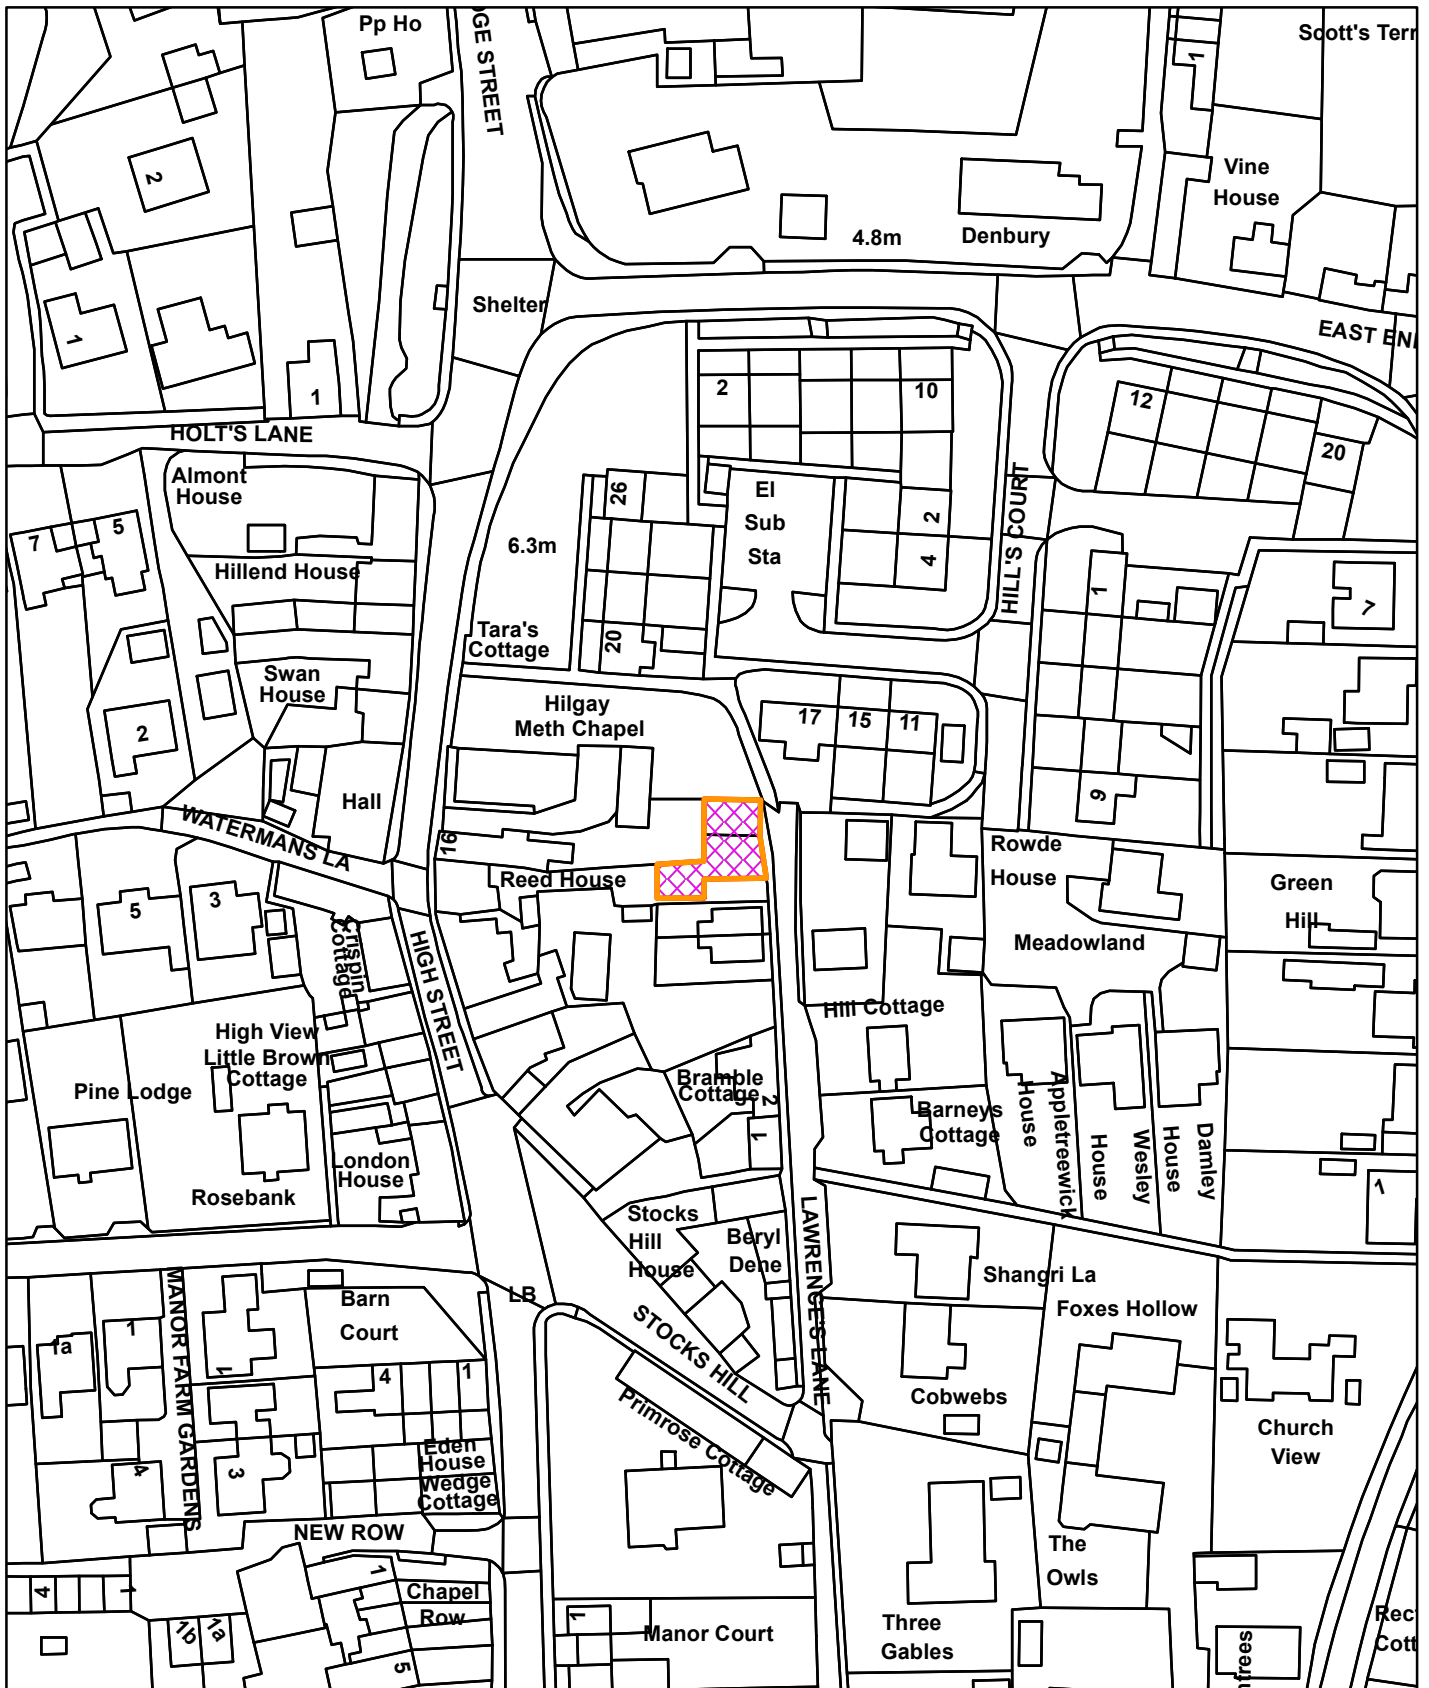 Pp Ho
DGE STREET
1
Scott's Terr
2
Vine
House
4.8m
Denbury
Shelter
1
EAST END
1
2
10
12
20
HOLT'S LANE
Almont
House
26
El
Sub
Sta
2
4
HILL'S COURT
5
7
6.3m
Hillend House
1
7
Tara's
Cottage
20
Swan
House
2
Hilgay
Meth Chapel
17
15
11
Hall
9
WATERMANS LA
16
Reed House
Rowde
House
Green
Hill
5
3
Crispin
Cottage
HIGH STREET
Meadowland
Hill Cottage
High View
Little Brown
Cottage
Pine Lodge
Bramble
Cottage
2
1
Barneys
Cottage
Appletreewick
House
Wesley
House
Damley
House
London
House
Rosebank
1
Stocks
Hill
House
Beryl
Dene
LAWRENCE'S LANE
Shangri La
Foxes Hollow
LB
Barn
Court
MANOR FARM GARDENS
1a
1
1
4
1
STOCKS HILL
Primrose Cottage
Cobwebs
Church
View
Eden
House
Wedge
Cottage
4
3
NEW ROW
The
Owls
4
1
1
Chapel
Row
1b
1a
5
1
Manor Court
Three
Gables
ntrees
Rec
Cott